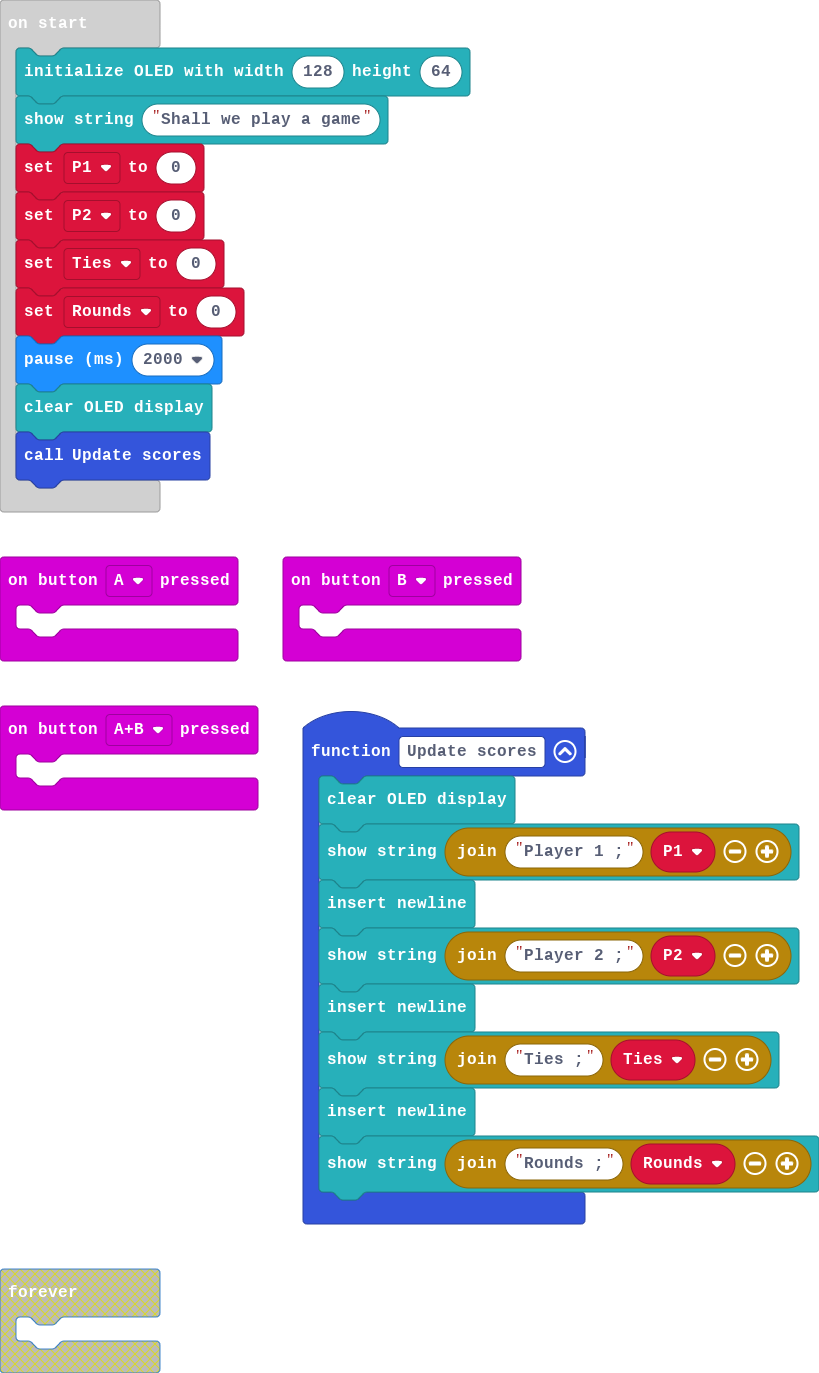 on start
initialize OLED with width 128 height 64
show string "Shall we play a game"
set P1 to 0
set P2 to 0
set Ties to 0
set Rounds to 0
pause (ms) 2000
clear OLED display
call Update scores
on button A pressed
on button B pressed
on button A+B pressed
function Update scores
clear OLED display
show string join "Player 1 ;" P1
insert newline
show string join "Player 2 ;" P2
insert newline
show string join "Ties ;" Ties
insert newline
show string join "Rounds ;" Rounds
forever